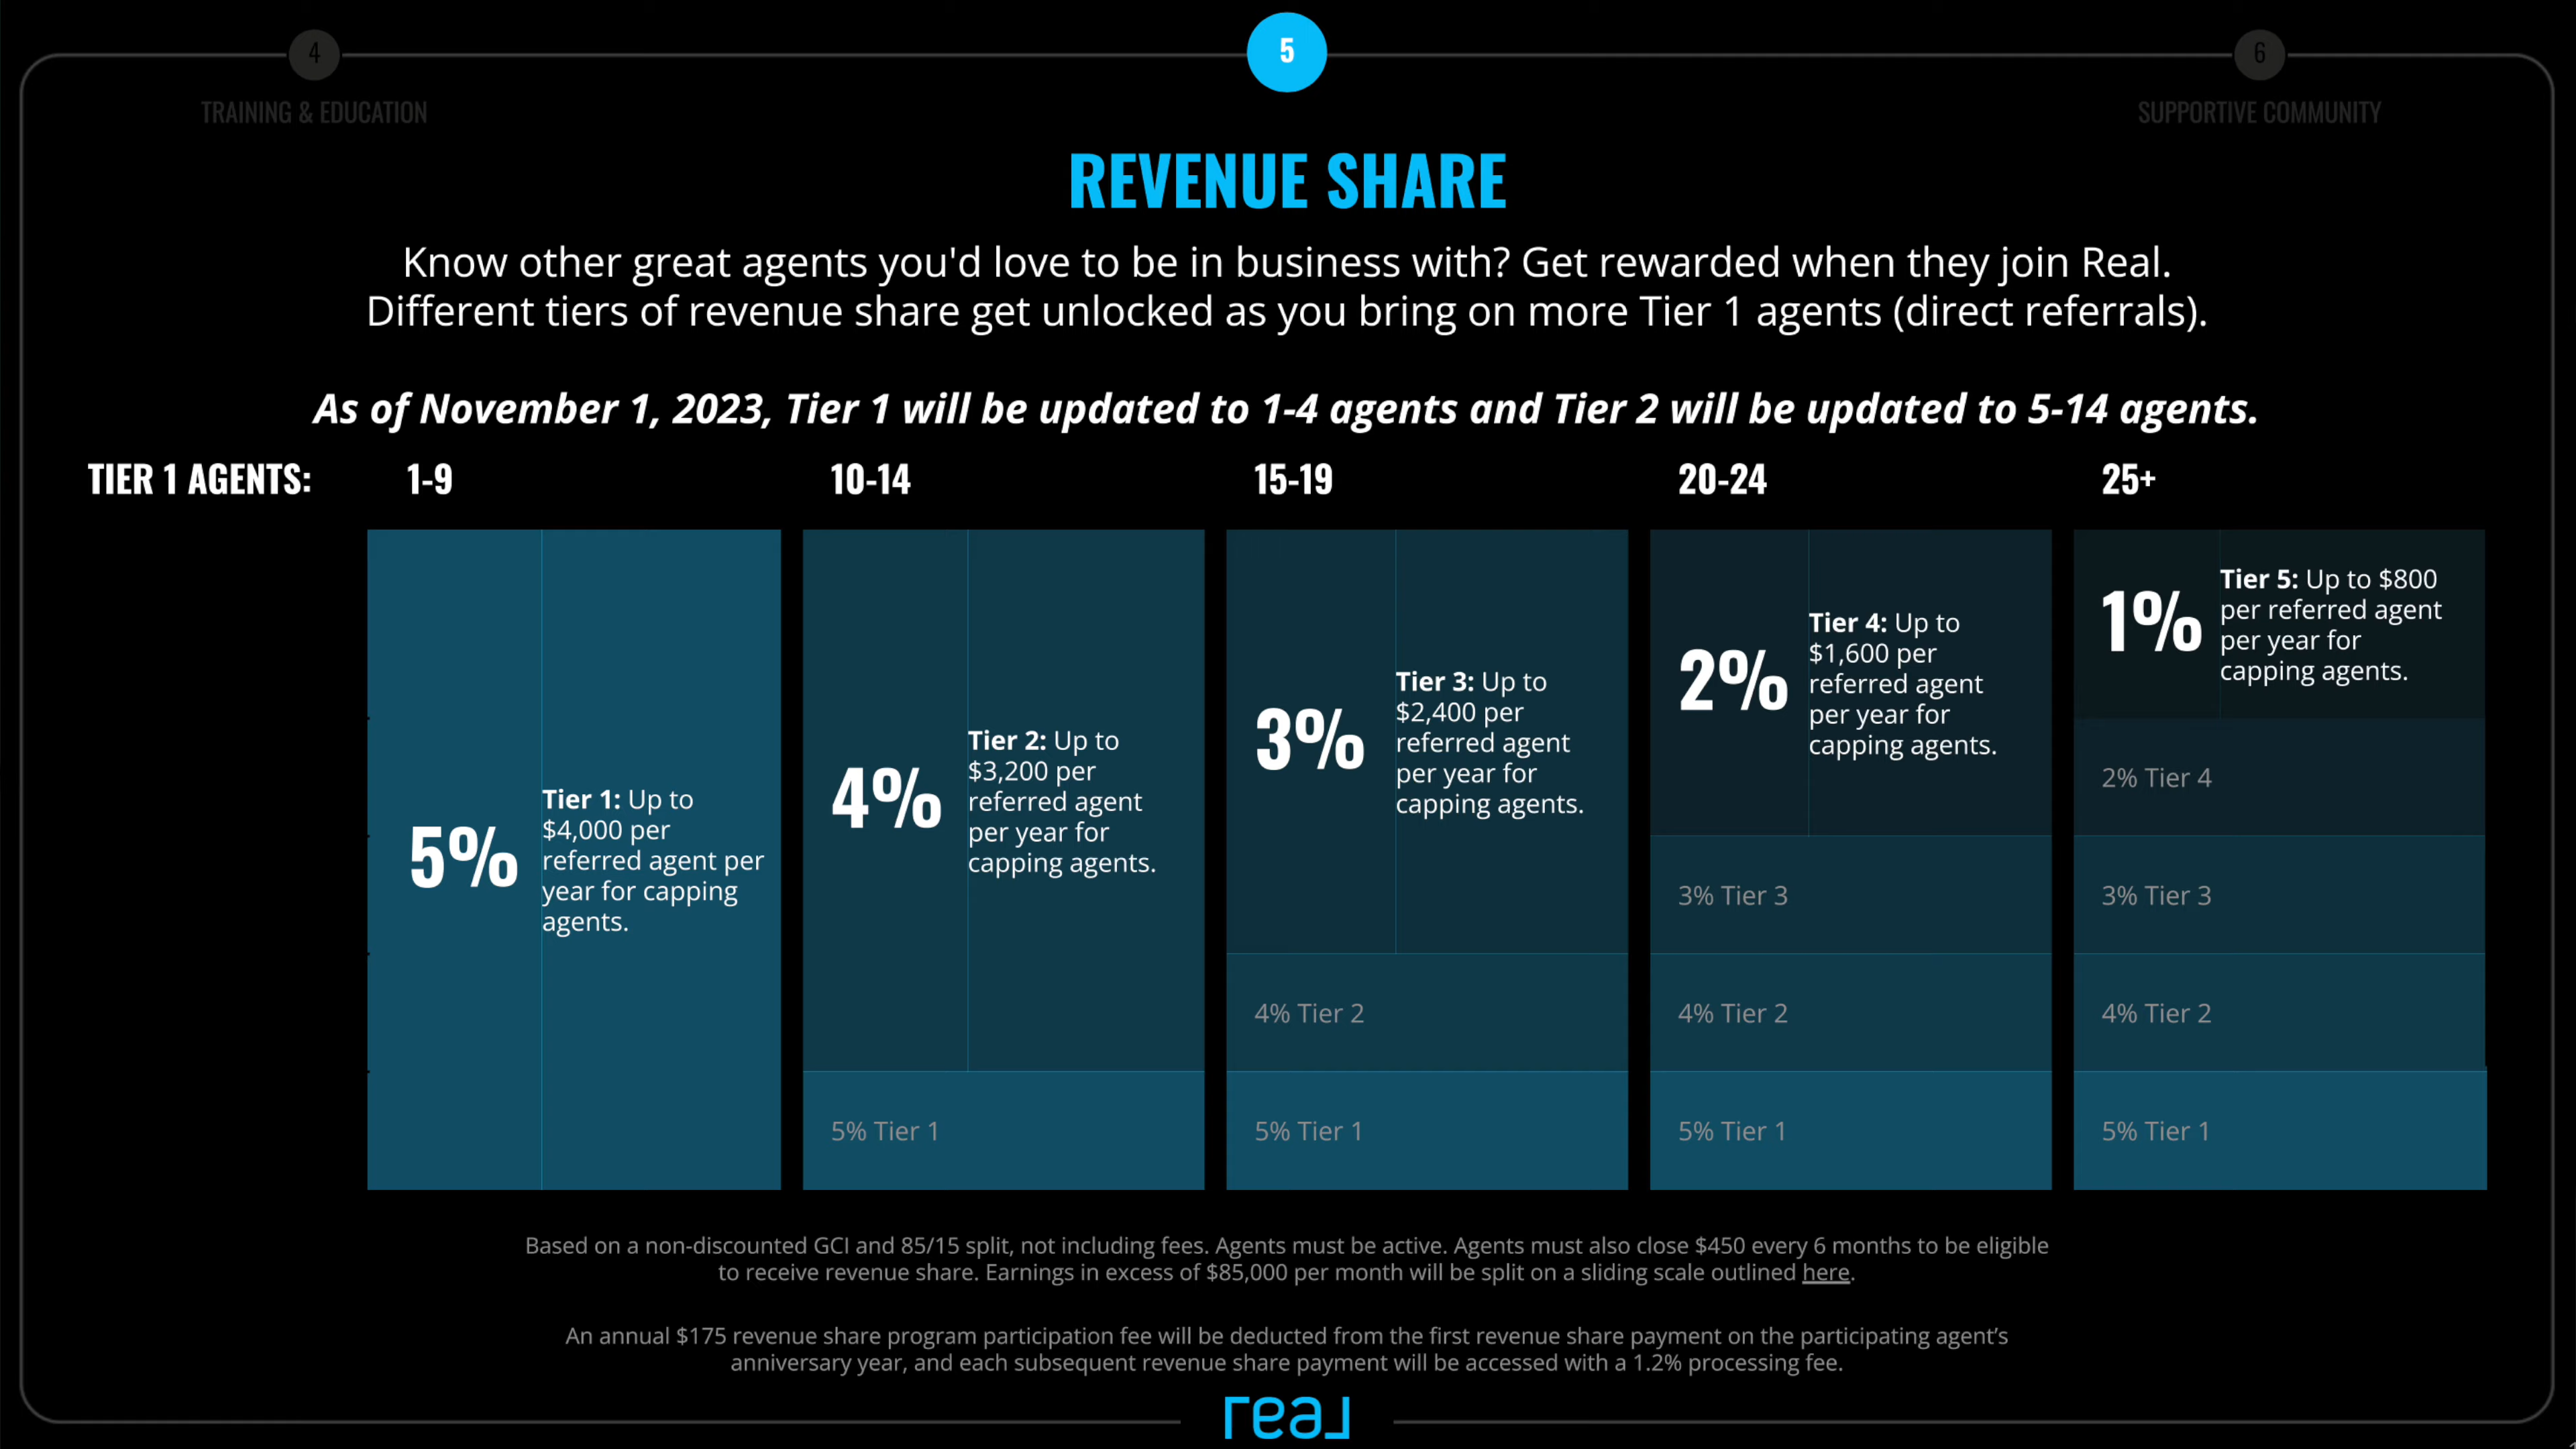 4
5
6
TRAINING & EDUCATION
SUPPORTIVE COMMUNITY
REVENUE SHARE
Know other great agents you'd love to be in business with? Get rewarded when they join Real.
Different tiers of revenue share get unlocked as you bring on more Tier 1 agents (direct referrals).
As of November 1, 2023, Tier 1 will be updated to 1-4 agents and Tier 2 will be updated to 5-14 agents.
TIER 1 AGENTS:
1-9
10-14
15-19
20-24
25+
5%
Tier 1: Up to
$4,000 per
referred agent per
year for capping
agents.
4%
Tier 2: Up to
$3,200 per
referred agent
per year for
capping agents.
5% Tier 1
3%
Tier 3: Up to
$2,400 per
referred agent
per year for
capping agents.
4% Tier 2
5% Tier 1
2%
Tier 4: Up to
$1,600 per
referred agent
per year for
capping agents.
3% Tier 3
4% Tier 2
5% Tier 1
1%
Tier 5: Up to $800
per referred agent
per year for
capping agents.
2% Tier 4
3% Tier 3
4% Tier 2
5% Tier 1
Based on a non-discounted GCI and 85/15 split, not including fees. Agents must be active. Agents must also close $450 every 6 months to be eligible
to receive revenue share. Earnings in excess of $85,000 per month will be split on a sliding scale outlined here.
An annual $175 revenue share program participation fee will be deducted from the first revenue share payment on the participating agent's
anniversary year, and each subsequent revenue share payment will be accessed with a 1.2% processing fee.
real